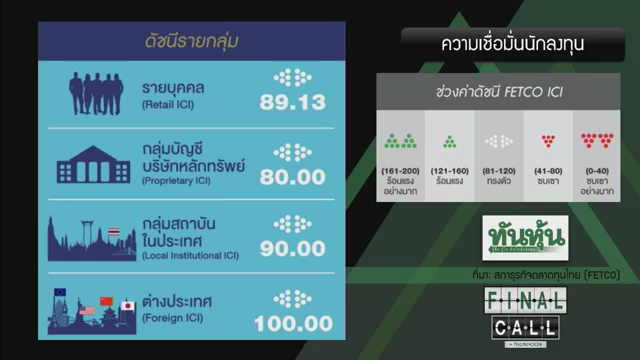 ดัชนีรายกลุ่ม
รายบุคคล
(Retail ICI)
89.13
กลุ่มบัญชี
บริษัทหลักทรัพย์
(Proprietary ICI)
80.00
กลุ่มสถาบัน
ในประเทศ
(Local Institutional ICI)
90.00
ต่างประเทศ
(Foreign ICI)
100.00
ความเชื่อมั่นนักลงทุน
ช่วงค่าดัชนี FETCO ICI
(161-200)
ร้อนแรง
อย่างมาก
(121-160)
ร้อนแรง
(81-120)
ทรงตัว
(41-80)
ซบเซา
(0-40)
ซบเซา
อย่างมาก
ทันหุ้น
ที่มา: สภาธุรกิจตลาดทุนไทย (FETCO)
FINAL
CALL
by THUNHOON